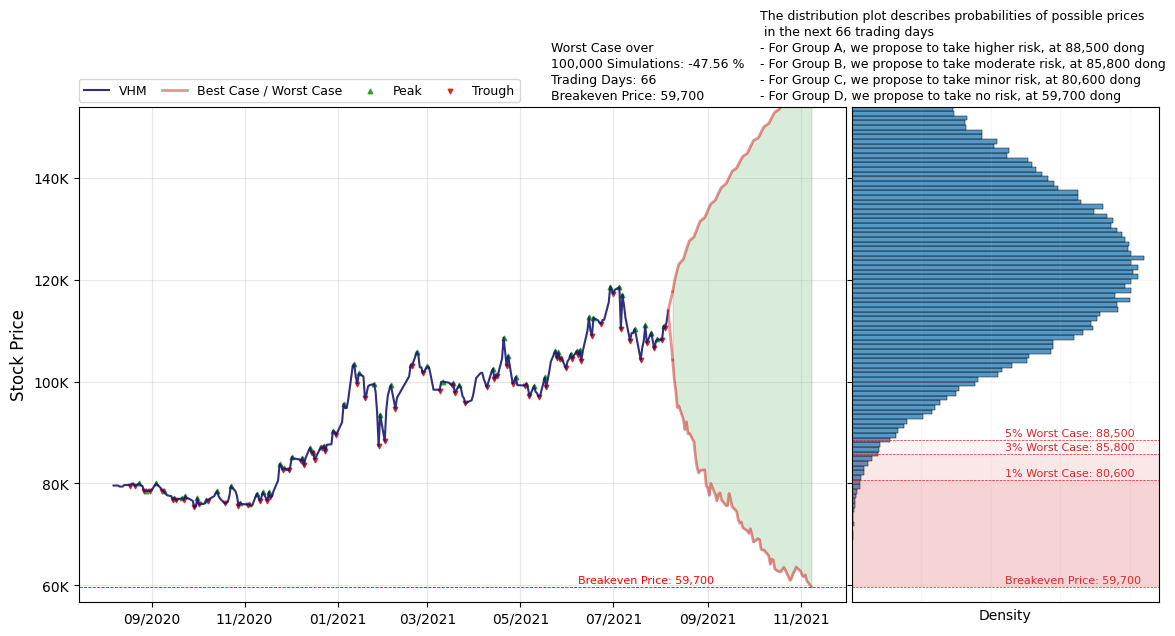 The distribution plot describes probabilities of possible prices
in the next 66 trading days
- For Group A, we propose to take higher risk, at 88,500 dong
- For Group B, we propose to take moderate risk, at 85,800 dong
- For Group C, we propose to take minor risk, at 80,600 dong
- For Group D, we propose to take no risk, at 59,700 dong
Worst Case over
100,000 Simulations: -47.56 %
Trading Days: 66
Breakeven Price: 59,700
VHM Best Case / Worst Case Peak Trough
Stock Price
140K
120K
100K
80K
60K
Breakeven Price: 59,700
09/2020 11/2020 01/2021 03/2021 05/2021 07/2021 09/2021 11/2021
5% Worst Case: 88,500
3% Worst Case: 85,800
1% Worst Case: 80,600
Breakeven Price: 59,700
Density